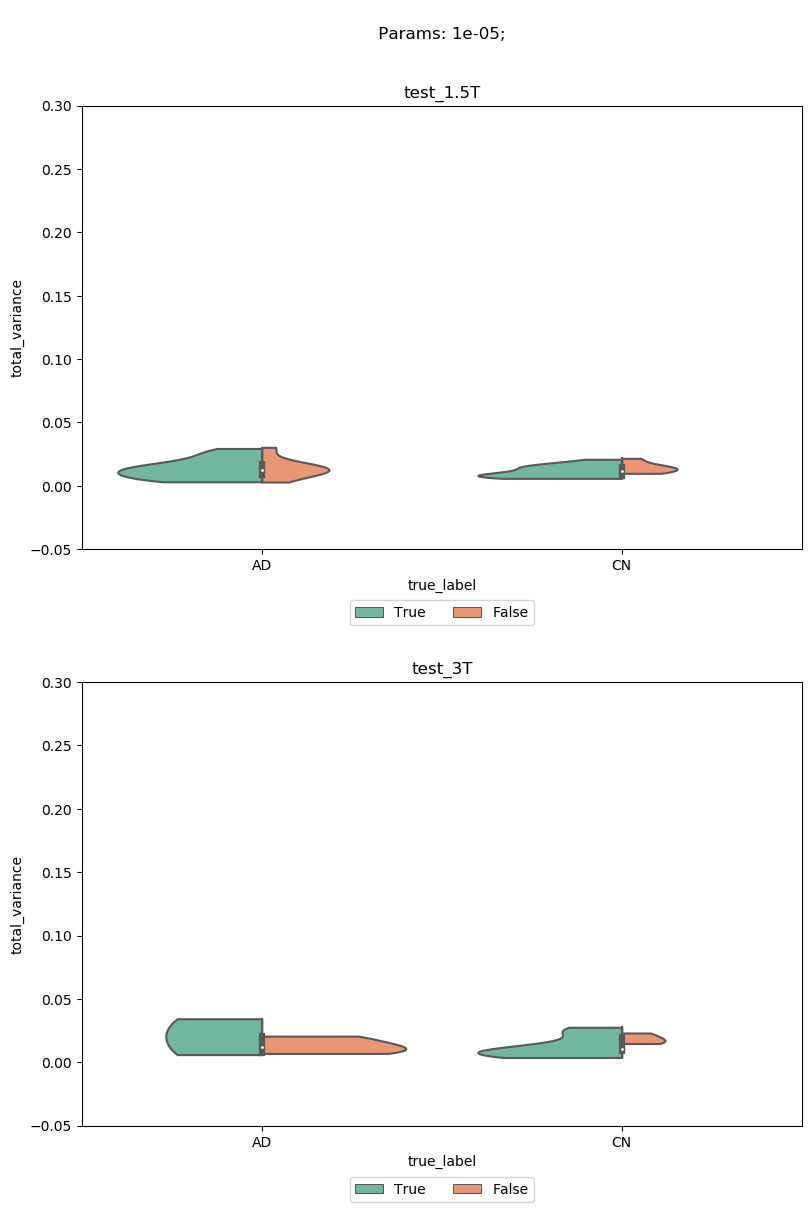 Params: 1e-05;
test_1.5T
0.30
0.25
0.20
0.15
0.10
0.05
0.00
−0.05
total_variance
AD CN
true_label
True False
test_3T
0.30
0.25
0.20
0.15
0.10
0.05
0.00
−0.05
total_variance
AD CN
true_label
True False